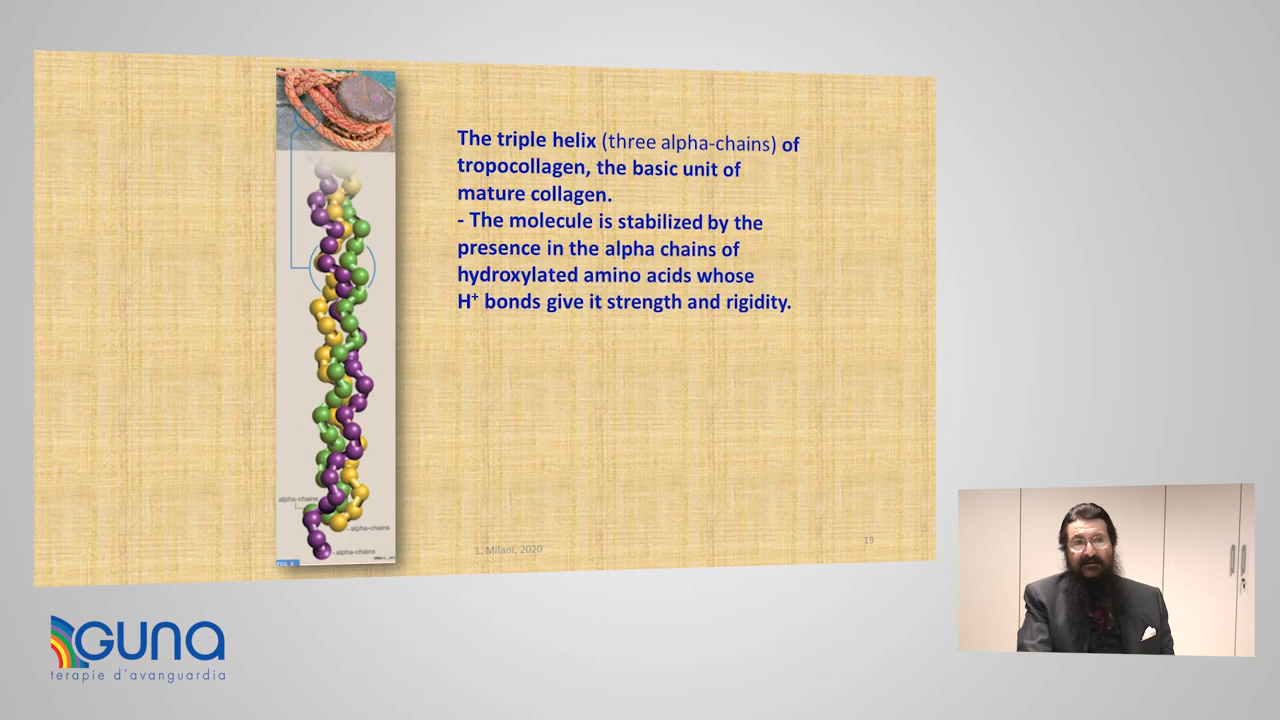 The triple helix (three alpha-chains) of
tropocollagen, the basic unit of
mature collagen.
- The molecule is stabilized by the
presence in the alpha chains of
hydroxylated amino acids whose
H⁺ bonds give it strength and rigidity.
alpha-chains
alpha-chains
alpha-chains
L. Milani, 2020
19
GUNA
terapie d'avanguardia